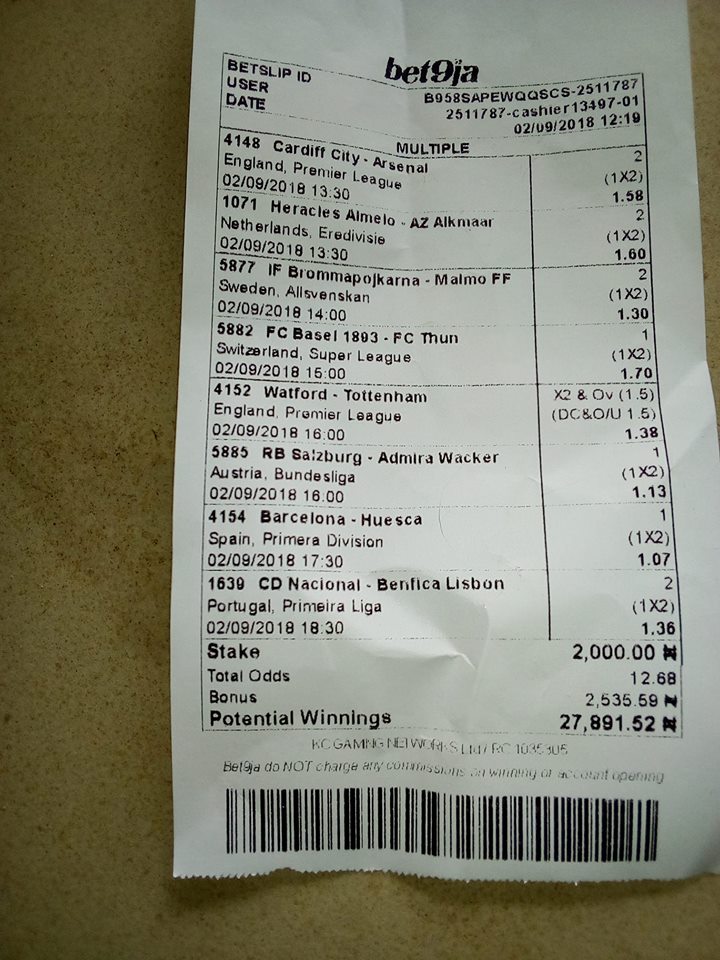 bet9ja
BETSLIP ID B958SAPEWQQSCS-2511787
USER 2511787-cashier13497-01
DATE 02/09/2018 12:19
MULTIPLE
4148 Cardiff City - Arsenal 2
England, Premier League (1X2)
02/09/2018 13:30 1.58
1071 Heracles Almelo - AZ Alkmaar 2
Netherlands, Eredivisie (1X2)
02/09/2018 13:30 1.60
5877 IF Brommapojkarna - Malmo FF 2
Sweden, Allsvenskan (1X2)
02/09/2018 14:00 1.30
5882 FC Basel 1893 - FC Thun 1
Switzerland, Super League (1X2)
02/09/2018 15:00 1.70
4152 Watford - Tottenham X2 & Ov (1.5)
England, Premier League (DC&O/U 1.5)
02/09/2018 16:00 1.38
5885 RB Salzburg - Admira Wacker 1
Austria, Bundesliga (1X2)
02/09/2018 16:00 1.13
4154 Barcelona - Huesca 1
Spain, Primera Division (1X2)
02/09/2018 17:30 1.07
1639 CD Nacional - Benfica Lisbon 2
Portugal, Primeira Liga (1X2)
02/09/2018 18:30 1.36
Stake 2,000.00 ₦
Total Odds 12.68
Bonus 2,535.59 ₦
Potential Winnings 27,891.52 ₦
KC GAMING NETWORKS Ltd / RC 1035305
Bet9ja do NOT charge any commissions on winning or account opening